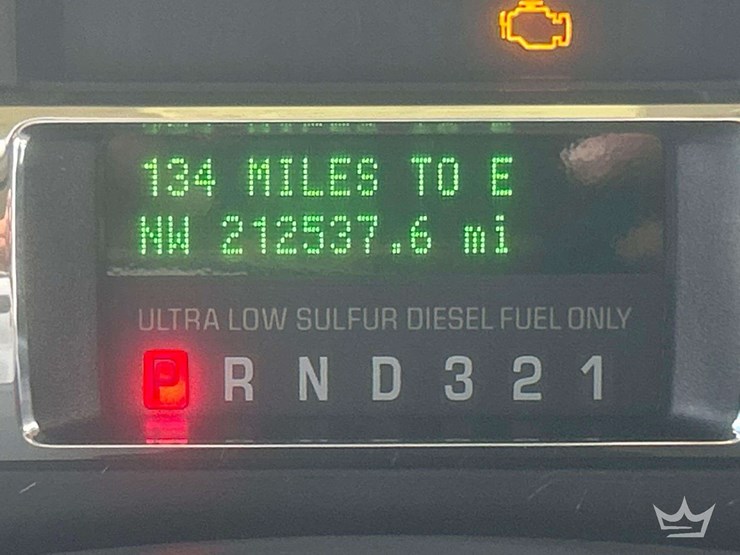 134 MILES TO E
NW 212537.6 mi
ULTRA LOW SULFUR DIESEL FUEL ONLY
P R N D 3 2 1